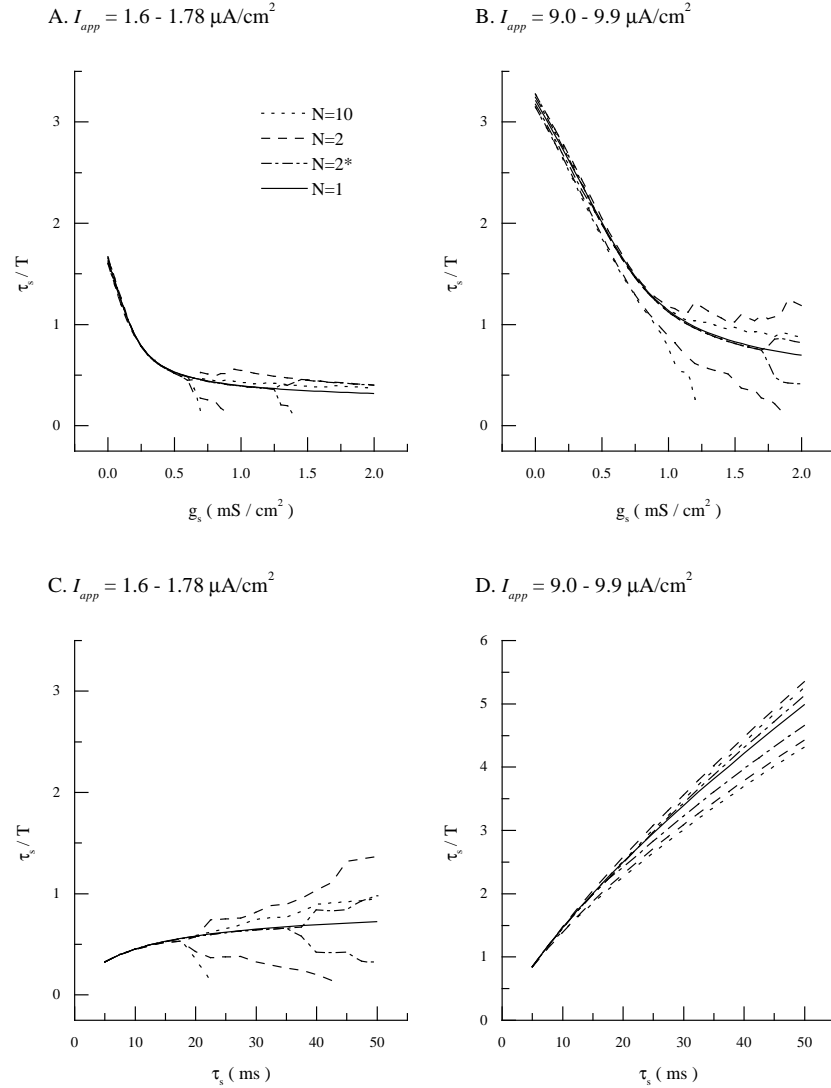 A. I_app = 1.6 - 1.78 μA/cm²
3
2
1
0
τ_s / T
N=10
N=2
N=2*
N=1
0.0 0.5 1.0 1.5 2.0
g_s ( mS / cm² )
B. I_app = 9.0 - 9.9 μA/cm²
3
2
1
0
τ_s / T
0.0 0.5 1.0 1.5 2.0
g_s ( mS / cm² )
C. I_app = 1.6 - 1.78 μA/cm²
3
2
1
0
τ_s / T
0 10 20 30 40 50
τ_s ( ms )
D. I_app = 9.0 - 9.9 μA/cm²
6
5
4
3
2
1
0
τ_s / T
0 10 20 30 40 50
τ_s ( ms )